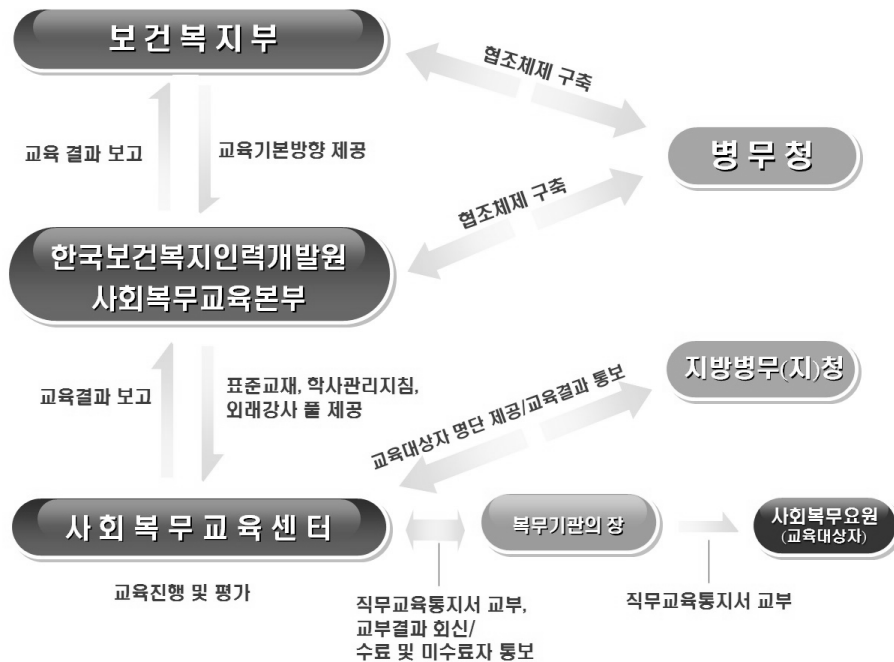 보건복지부
협조체제 구축
병무청
교육 결과 보고
교육기본방향 제공
협조체제 구축
한국보건복지인력개발원
사회복무교육본부
교육결과 보고
표준교재, 학사관리지침,
외래강사 풀 제공
지방병무(지)청
교육대상자 명단 제공/교육결과 통보
사회복무교육센터
복무기관의 장
사회복무요원
(교육대상자)
교육진행 및 평가
직무교육통지서 교부,
교부결과 회신/
수료 및 미수료자 통보
직무교육통지서 교부